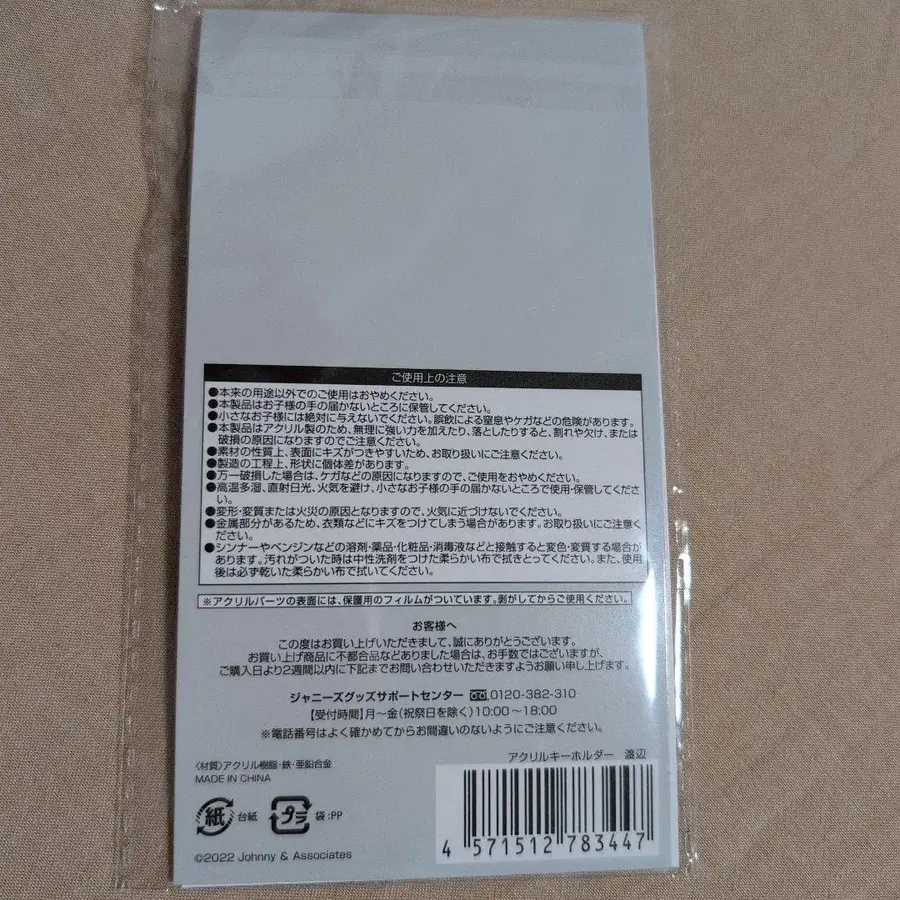 ご使用上の注意
●本来の用途以外でのご使用はおやめください。
●本製品はお子様の手の届かないところに保管してください。
●小さなお子様には絶対に与えないでください。誤飲による窒息やケガなどの危険があります。
●本製品はアクリル製のため、無理に強い力を加えたり、落としたりすると、割れや欠け、または
破損の原因になりますのでご注意ください。
●素材の性質上、表面にキズがつきやすいため、お取り扱いにご注意ください。
●製造の工程上、形状に個体差があります。
●万一破損した場合は、ケガなどの原因になりますので、ご使用をおやめください。
●高温多湿、直射日光、火気を避け、小さなお子様の手の届かないところで使用・保管してくださ
い。
●変形・変質または火災の原因となりますので、火気に近づけないでください。
●金属部分があるため、衣類などにキズをつけてしまう場合があります。お取り扱いにご注意く
ださい。
●シンナーやベンジンなどの溶剤・薬品・化粧品・消毒液などと接触すると変色・変質する場合が
あります。汚れがついた時は中性洗剤をつけた柔らかい布で拭きとってください。また、使用
後は必ず乾いた柔らかい布で拭いてください。
※アクリルパーツの表面には、保護用のフィルムがついています。剥がしてからご使用ください。
お客様へ
この度はお買い上げいただきまして、誠にありがとうございます。
お買い上げ商品に不都合品などありました場合は、お手数ではございますが、
ご購入日より2週間以内に下記までお問い合わせいただきますようお願い申し上げます。
ジャニーズグッズサポートセンター 0120-382-310
【受付時間】月～金(祝祭日を除く)10:00～18:00
※電話番号はよく確かめてからお間違いのないようにご注意ください。
アクリルキーホルダー 渡辺
〈材質〉アクリル樹脂・鉄・亜鉛合金
MADE IN CHINA
紙 台紙 プラ 袋:PP
4 571512 783447
©2022 Johnny & Associates